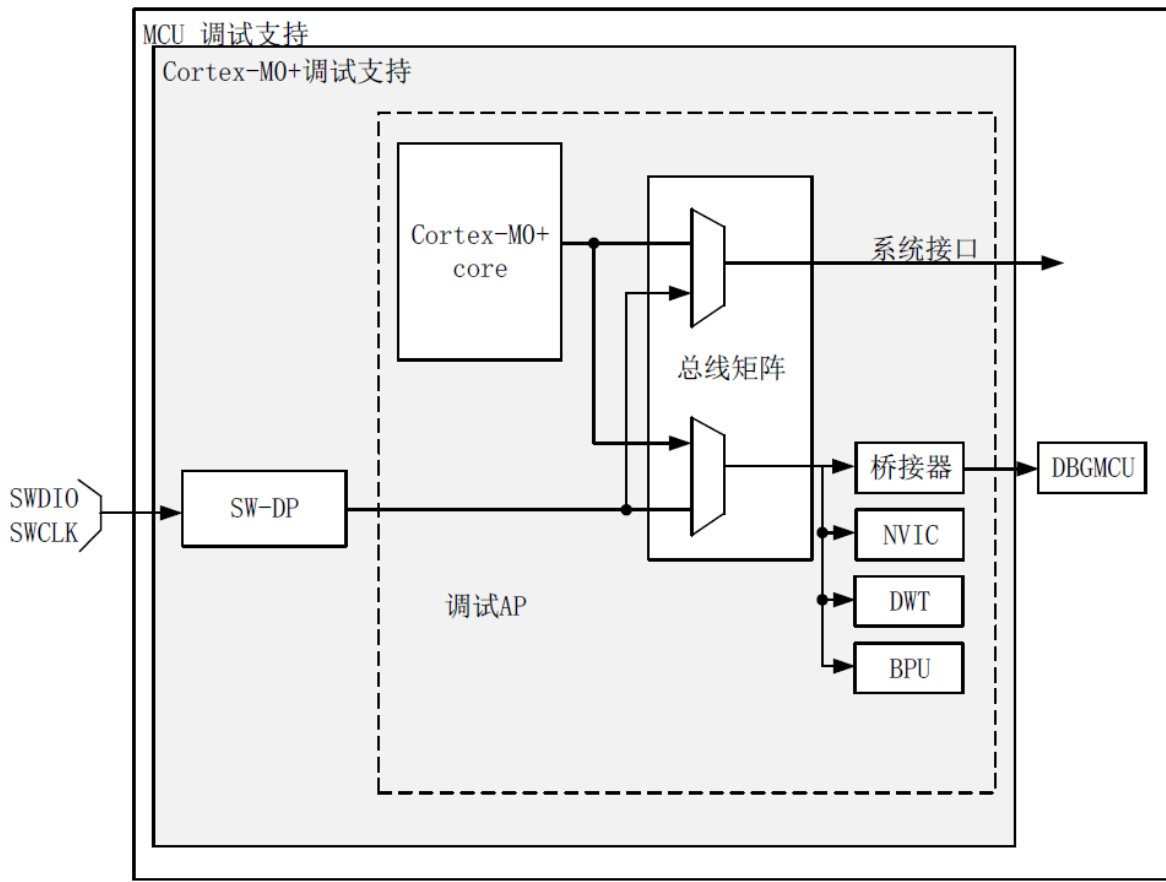 MCU 调试支持
Cortex-M0+调试支持
Cortex-M0+
core
系统接口
总线矩阵
桥接器
DBGMCU
SWDIO
SWCLK
SW-DP
NVIC
DWT
调试AP
BPU